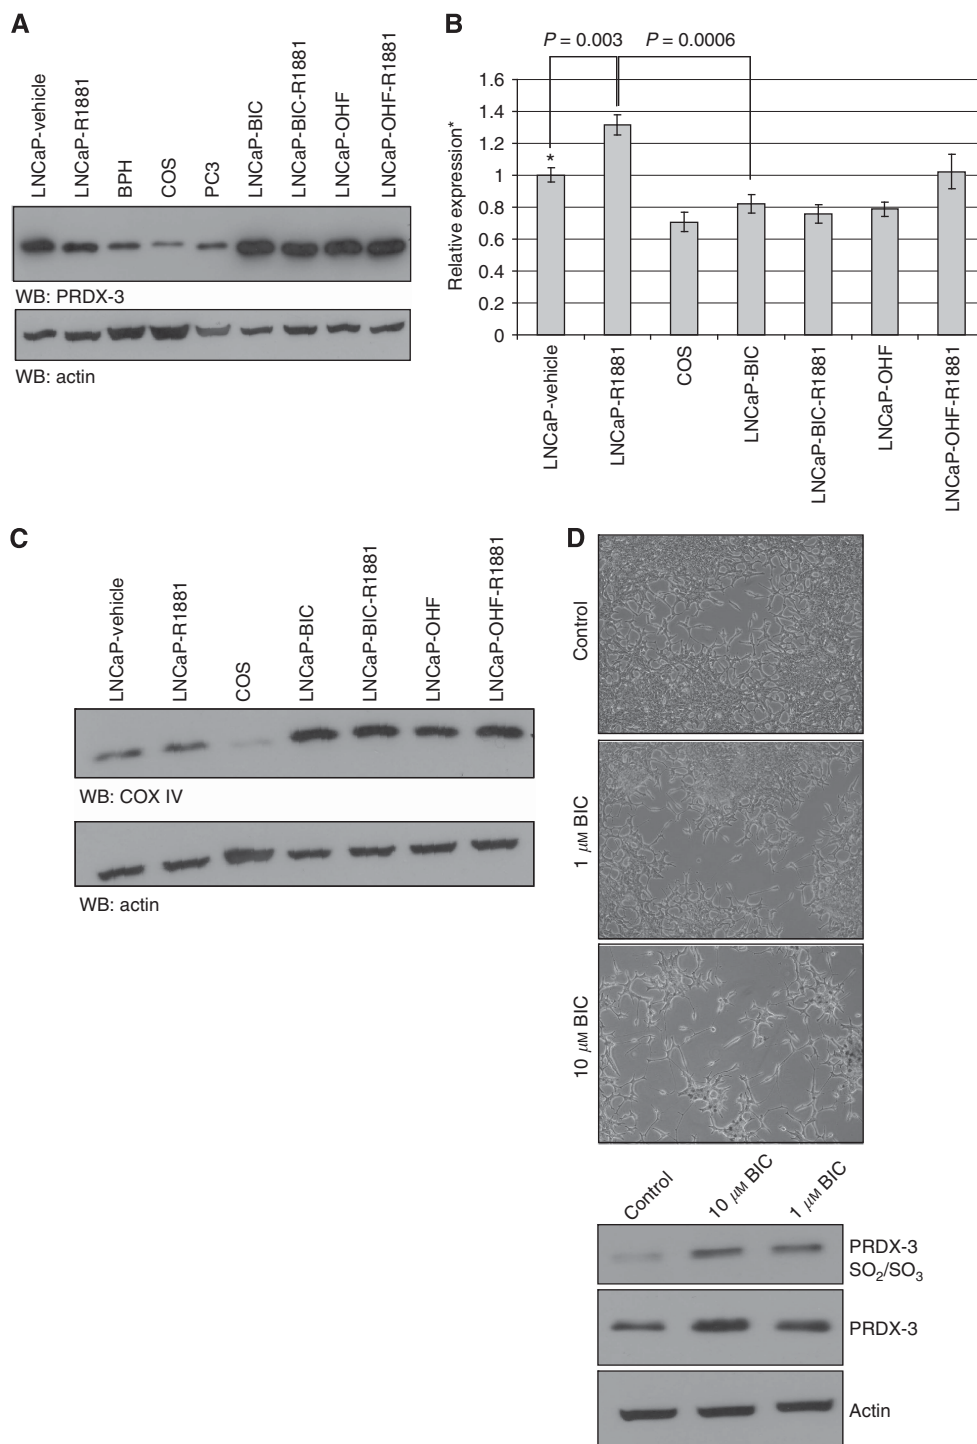 A
LNCaP-vehicle
LNCaP-R1881
BPH
COS
PC3
LNCaP-BIC
LNCaP-BIC-R1881
LNCaP-OHF
LNCaP-OHF-R1881
WB: PRDX-3
WB: actin
B
P = 0.003
P = 0.0006
Relative expression*
1.6
1.4
1.2
1
0.8
0.6
0.4
0.2
0
*
LNCaP-vehicle
LNCaP-R1881
COS
LNCaP-BIC
LNCaP-BIC-R1881
LNCaP-OHF
LNCaP-OHF-R1881
C
LNCaP-vehicle
LNCaP-R1881
COS
LNCaP-BIC
LNCaP-BIC-R1881
LNCaP-OHF
LNCaP-OHF-R1881
WB: COX IV
WB: actin
D
Control
1 μM BIC
10 μM BIC
Control
10 μM BIC
1 μM BIC
PRDX-3
SO₂/SO₃
PRDX-3
Actin